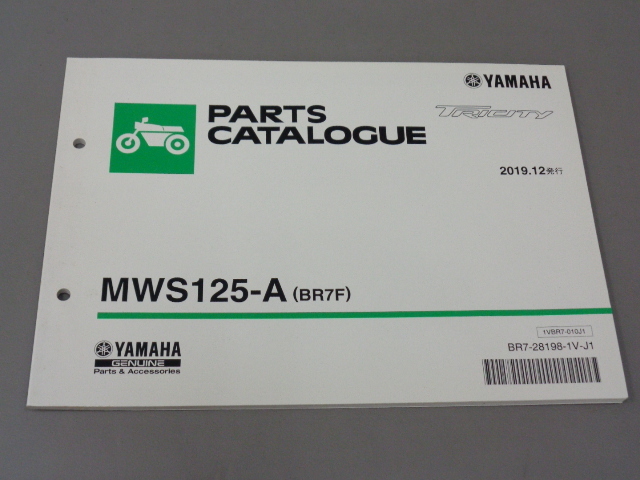 YAMAHA
PARTS
CATALOGUE
TRICITY
2019.12発行
MWS125-A (BR7F)
1VBR7-010J1
BR7-28198-1V-J1
YAMAHA
GENUINE
Parts & Accessories